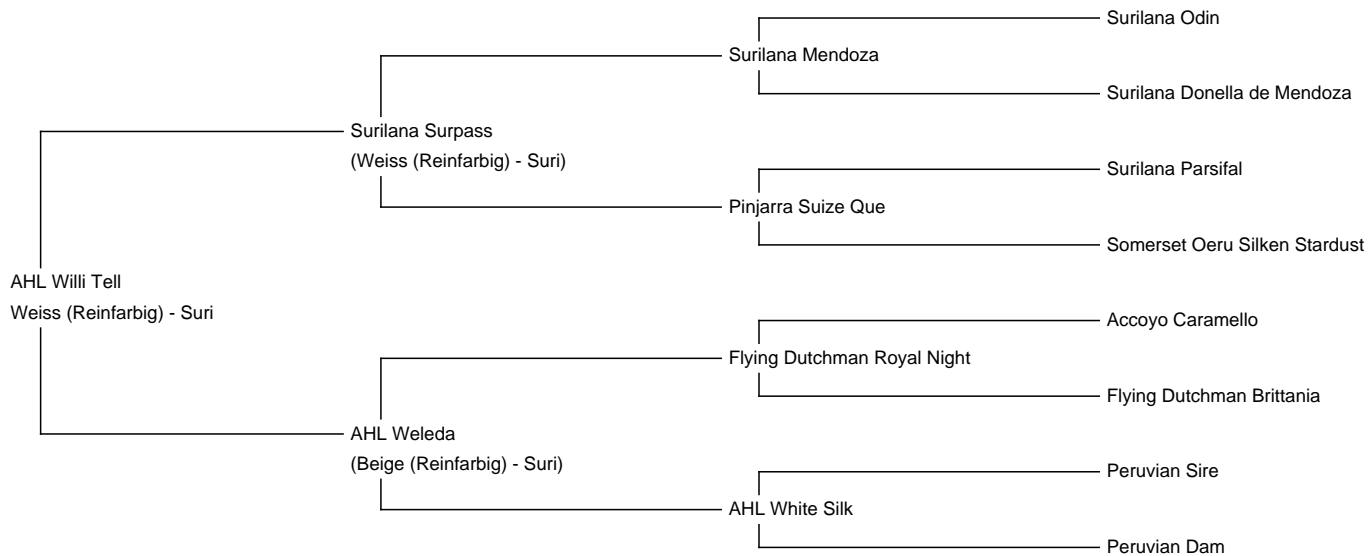 Surilana Odin
Surilana Mendoza
Surilana Donella de Mendoza
Surilana Surpass
(Weiss (Reinfarbig) - Suri)
Surilana Parsifal
Pinjarra Suize Que
Somerset Oeru Silken Stardust
AHL Willi Tell
Weiss (Reinfarbig) - Suri
Accoyo Caramello
Flying Dutchman Royal Night
Flying Dutchman Brittania
AHL Weleda
(Beige (Reinfarbig) - Suri)
Peruvian Sire
AHL White Silk
Peruvian Dam